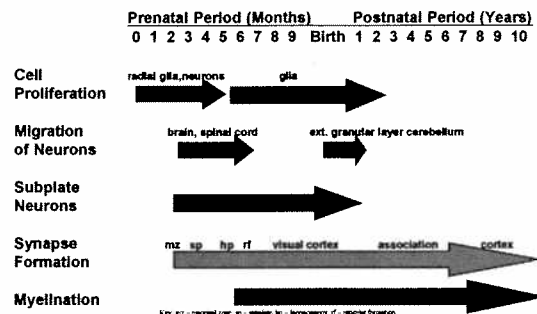 Prenatal Period (Months) Postnatal Period (Years)
0 1 2 3 4 5 6 7 8 9 Birth 1 2 3 4 5 6 7 8 9 10
Cell
Proliferation
radial glia,neurons glia
Migration
of Neurons
brain, spinal cord ext. granular layer cerebellum
Subplate
Neurons
Synapse
Formation
mz sp hp rf visual cortex association cortex
Myelination